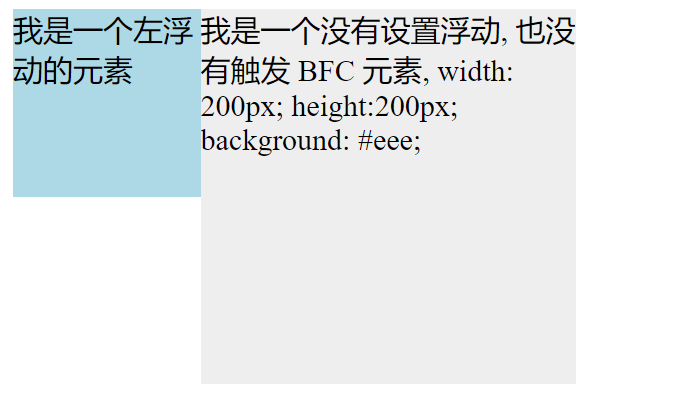 我是一个左浮
动的元素
我是一个没有设置浮动, 也没
有触发 BFC 元素, width:
200px; height:200px;
background: #eee;